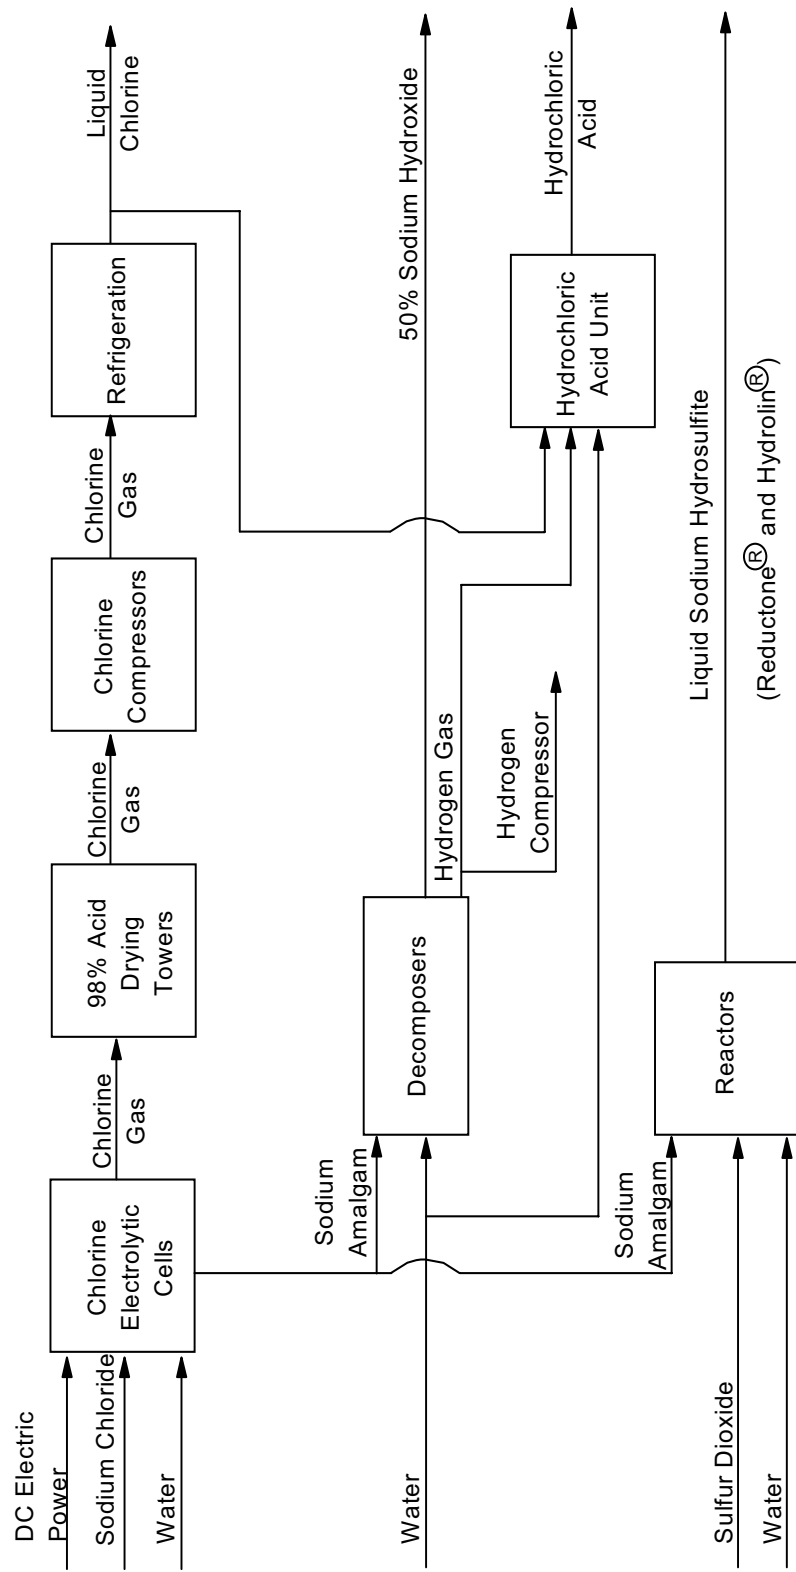 DC Electric
Power
Sodium Chloride
Water
Chlorine
Electrolytic
Cells
Chlorine
Gas
98% Acid
Drying
Towers
Chlorine
Gas
Chlorine
Compressors
Chlorine
Gas
Refrigeration
Liquid
Chlorine
Water
Sodium
Amalgam
Decomposers
Hydrogen Gas
Hydrogen
Compressor
50% Sodium Hydroxide
Hydrochloric
Acid Unit
Hydrochloric
Acid
Sulfur Dioxide
Water
Sodium
Amalgam
Reactors
Liquid Sodium Hydrosulfite
(Reductone® and Hydrolin®)